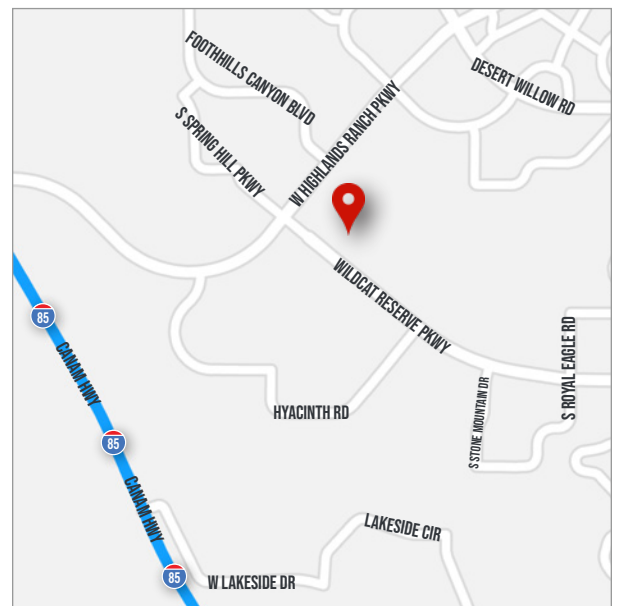 FOOTHHILLS CANYON BLVD
DESERT WILLOW RD
S SPRING HILL PKWY
W HIGHLANDS RANCH PKWY
WILDCAT RESERVE PKWY
85
CANAM HWY
S ROYAL EAGLE RD
HYACINTH RD
S STONE MOUNTAIN DR
85
CANAM HWY
LAKESIDE CIR
85
W LAKESIDE DR